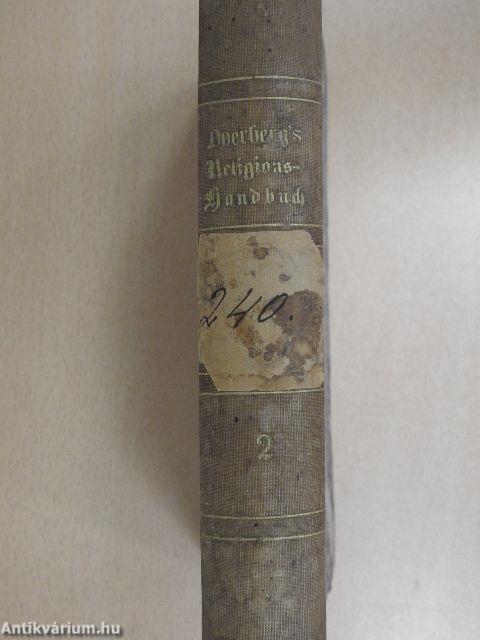 Overberg's
Religions-
Handbuch
240.
2
Antikvárium.hu